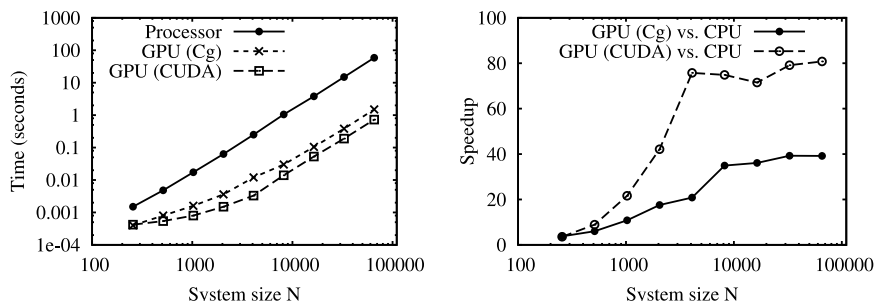 1000
100
10
1
0.1
0.01
0.001
1e-04
Time (seconds)
Processor
GPU (Cg)
GPU (CUDA)
100
1000
10000
100000
System size N
100
80
60
40
20
0
Speedup
GPU (Cg) vs. CPU
GPU (CUDA) vs. CPU
100
1000
10000
100000
System size N